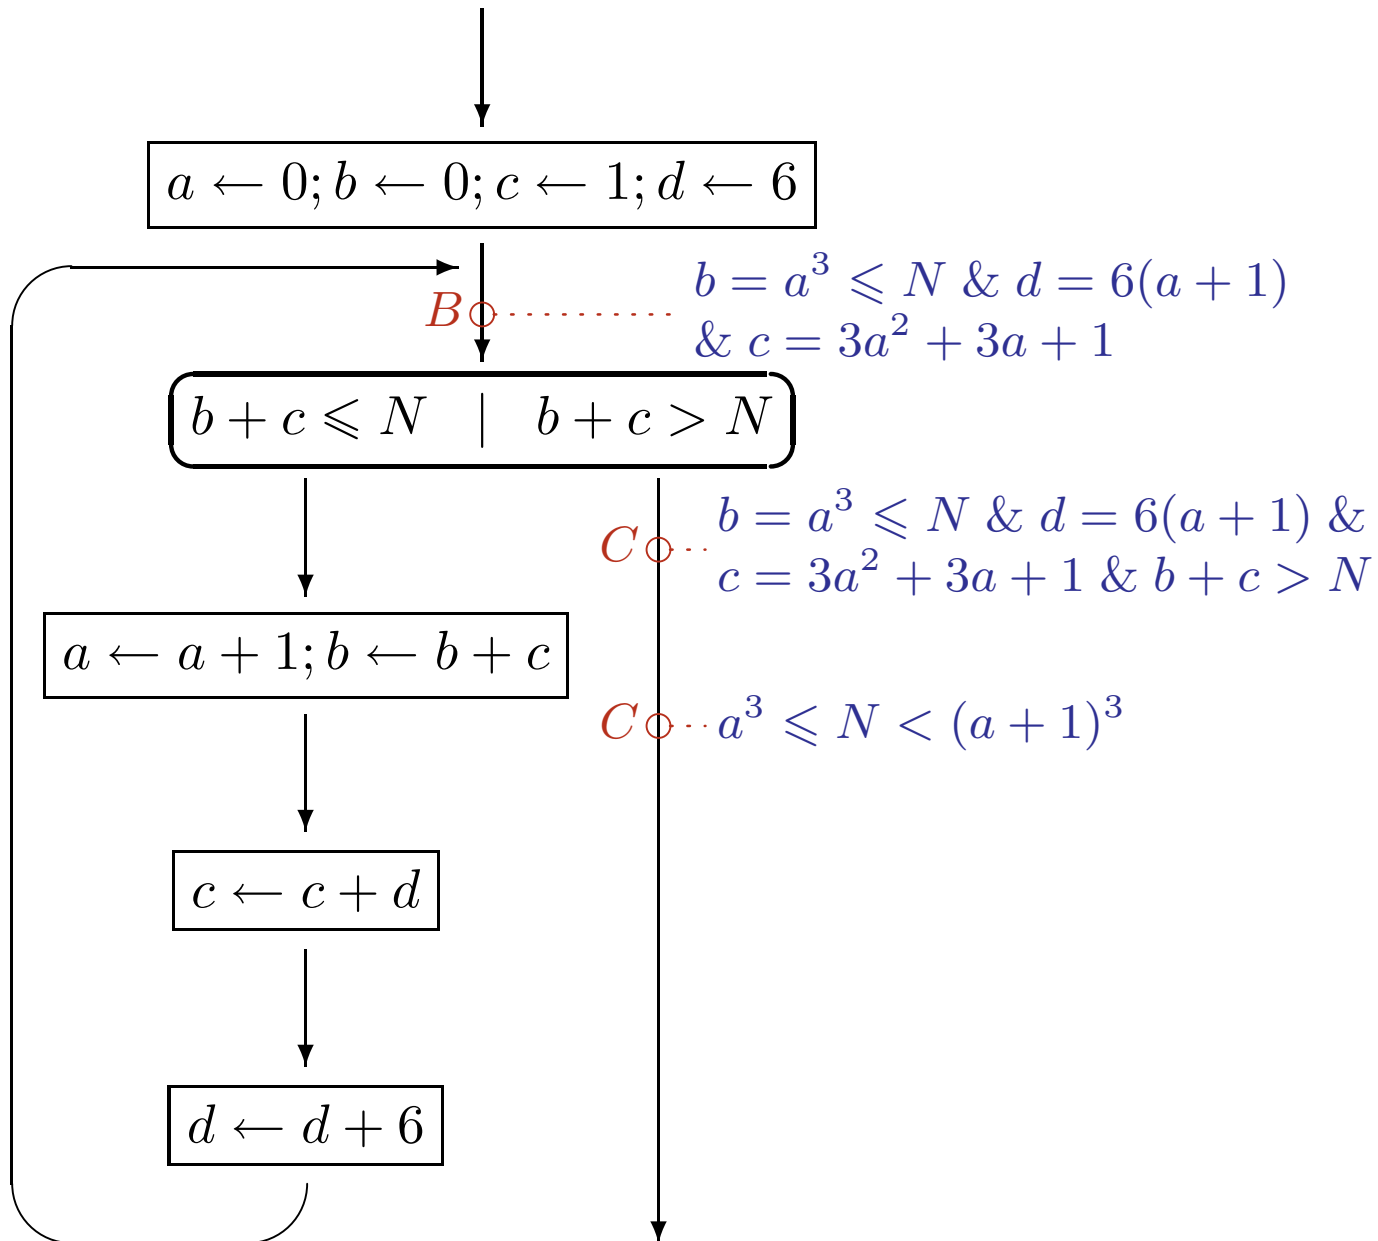 a ← 0; b ← 0; c ← 1; d ← 6
b = a³ ⩽ N & d = 6(a + 1)
B
& c = 3a² + 3a + 1
b + c ⩽ N | b + c > N
b = a³ ⩽ N & d = 6(a + 1) &
C
c = 3a² + 3a + 1 & b + c > N
a ← a + 1; b ← b + c
C a³ ⩽ N < (a + 1)³
c ← c + d
d ← d + 6